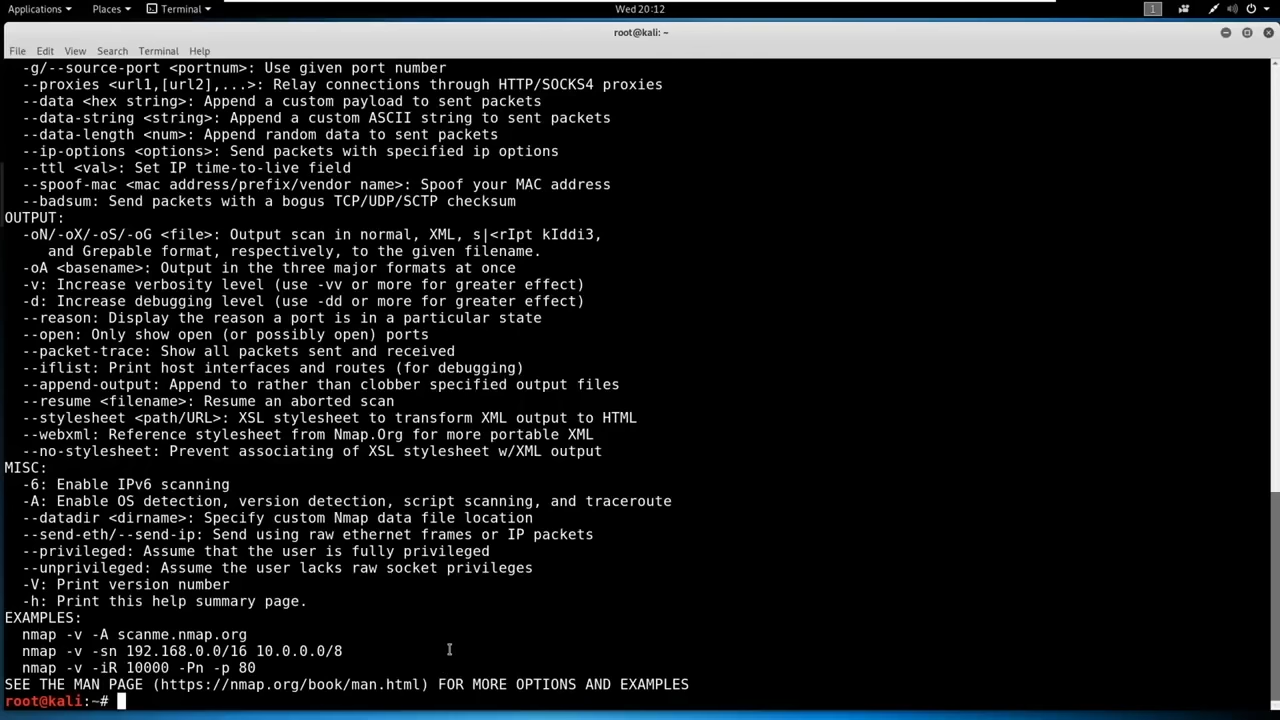 Applications Places Terminal Wed 20:12 1
root@kali: ~
File Edit View Search Terminal Help
-g/--source-port <portnum>: Use given port number
--proxies <url1,[url2],...>: Relay connections through HTTP/SOCKS4 proxies
--data <hex string>: Append a custom payload to sent packets
--data-string <string>: Append a custom ASCII string to sent packets
--data-length <num>: Append random data to sent packets
--ip-options <options>: Send packets with specified ip options
--ttl <val>: Set IP time-to-live field
--spoof-mac <mac address/prefix/vendor name>: Spoof your MAC address
--badsum: Send packets with a bogus TCP/UDP/SCTP checksum
OUTPUT:
-oN/-oX/-oS/-oG <file>: Output scan in normal, XML, s|<rIpt kIddi3,
and Grepable format, respectively, to the given filename.
-oA <basename>: Output in the three major formats at once
-v: Increase verbosity level (use -vv or more for greater effect)
-d: Increase debugging level (use -dd or more for greater effect)
--reason: Display the reason a port is in a particular state
--open: Only show open (or possibly open) ports
--packet-trace: Show all packets sent and received
--iflist: Print host interfaces and routes (for debugging)
--append-output: Append to rather than clobber specified output files
--resume <filename>: Resume an aborted scan
--stylesheet <path/URL>: XSL stylesheet to transform XML output to HTML
--webxml: Reference stylesheet from Nmap.Org for more portable XML
--no-stylesheet: Prevent associating of XSL stylesheet w/XML output
MISC:
-6: Enable IPv6 scanning
-A: Enable OS detection, version detection, script scanning, and traceroute
--datadir <dirname>: Specify custom Nmap data file location
--send-eth/--send-ip: Send using raw ethernet frames or IP packets
--privileged: Assume that the user is fully privileged
--unprivileged: Assume the user lacks raw socket privileges
-V: Print version number
-h: Print this help summary page.
EXAMPLES:
nmap -v -A scanme.nmap.org
nmap -v -sn 192.168.0.0/16 10.0.0.0/8
nmap -v -iR 10000 -Pn -p 80
SEE THE MAN PAGE (https://nmap.org/book/man.html) FOR MORE OPTIONS AND EXAMPLES
root@kali:~#